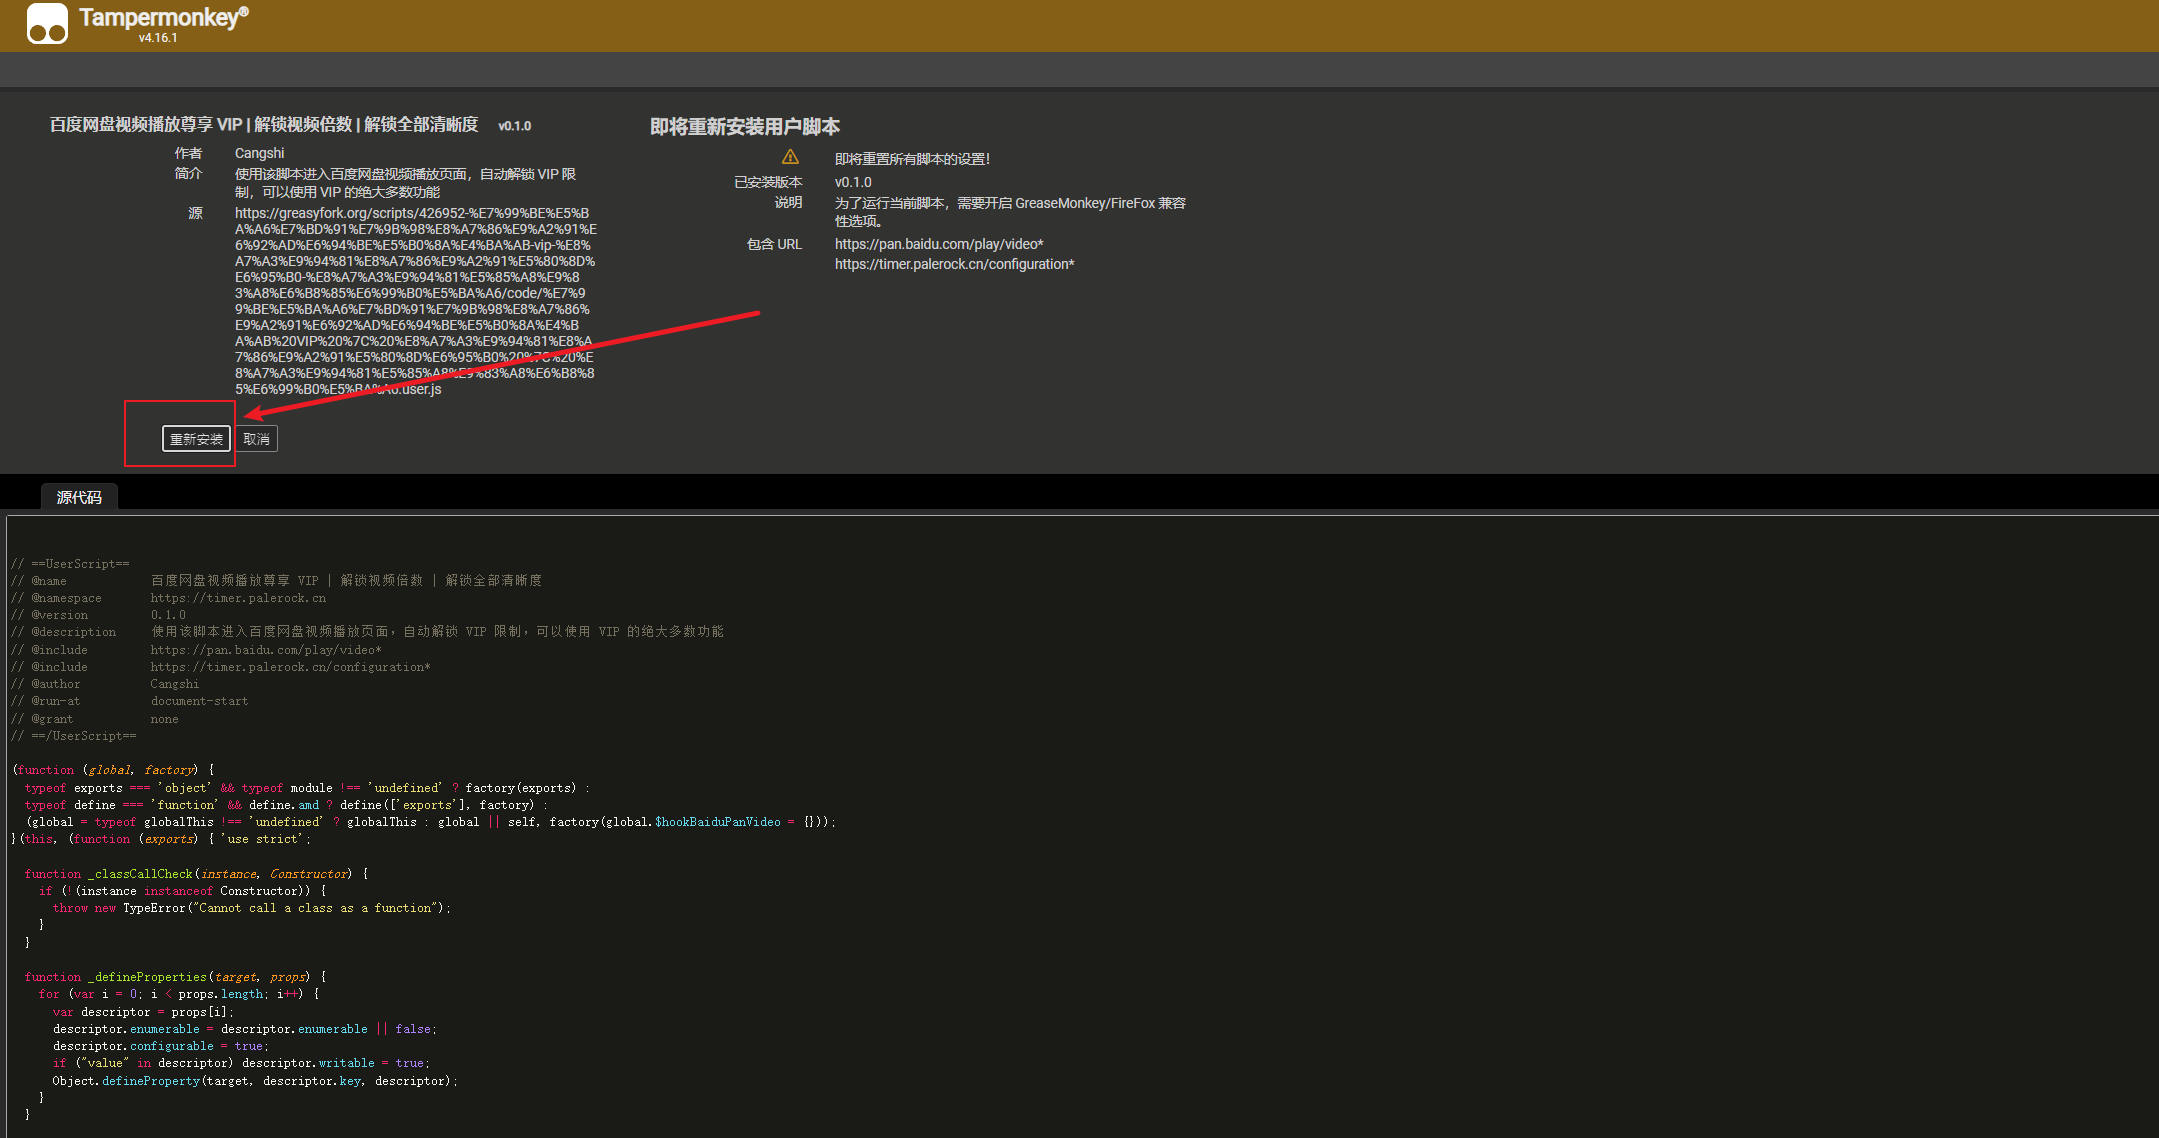 Tampermonkey®
v4.16.1
百度网盘视频播放尊享 VIP | 解锁视频倍数 | 解锁全部清晰度 v0.1.0
作者 Cangshi
简介 使用该脚本进入百度网盘视频播放页面，自动解锁 VIP 限
制，可以使用 VIP 的绝大多数功能
源 https://greasyfork.org/scripts/426952-%E7%99%BE%E5%B
A%A6%E7%BD%91%E7%9B%98%E8%A7%86%E9%A2%91%E
6%92%AD%E6%94%BE%E5%B0%8A%E4%BA%AB-vip-%E8%
A7%A3%E9%94%81%E8%A7%86%E9%A2%91%E5%80%8D%
E6%95%B0-%E8%A7%A3%E9%94%81%E5%85%A8%E9%8
3%A8%E6%B8%85%E6%99%B0%E5%BA%A6/code/%E7%9
9%BE%E5%BA%A6%E7%BD%91%E7%9B%98%E8%A7%86%
E9%A2%91%E6%92%AD%E6%94%BE%E5%B0%8A%E4%B
A%AB%20VIP%20%7C%20%E8%A7%A3%E9%94%81%E8%A
7%86%E9%A2%91%E5%80%8D%E6%95%B0%20%7C%20%E
8%A7%A3%E9%94%81%E5%85%A8%E9%83%A8%E6%B8%8
5%E6%99%B0%E5%BA%A6.user.js
重新安装 取消
即将重新安装用户脚本
即将重置所有脚本的设置！
已安装版本 v0.1.0
说明 为了运行当前脚本，需要开启 GreaseMonkey/FireFox 兼容
性选项。
包含 URL https://pan.baidu.com/play/video*
https://timer.palerock.cn/configuration*
源代码
// ==UserScript==
// @name 百度网盘视频播放尊享 VIP | 解锁视频倍数 | 解锁全部清晰度
// @namespace https://timer.palerock.cn
// @version 0.1.0
// @description 使用该脚本进入百度网盘视频播放页面，自动解锁 VIP 限制，可以使用 VIP 的绝大多数功能
// @include https://pan.baidu.com/play/video*
// @include https://timer.palerock.cn/configuration*
// @author Cangshi
// @run-at document-start
// @grant none
// ==/UserScript==
(function (global, factory) {
typeof exports === 'object' && typeof module !== 'undefined' ? factory(exports) :
typeof define === 'function' && define.amd ? define(['exports'], factory) :
(global = typeof globalThis !== 'undefined' ? globalThis : global || self, factory(global.$hookBaiduPanVideo = {}));
}(this, (function (exports) { 'use strict';
function _classCallCheck(instance, Constructor) {
if (!(instance instanceof Constructor)) {
throw new TypeError("Cannot call a class as a function");
}
}
function _defineProperties(target, props) {
for (var i = 0; i < props.length; i++) {
var descriptor = props[i];
descriptor.enumerable = descriptor.enumerable || false;
descriptor.configurable = true;
if ("value" in descriptor) descriptor.writable = true;
Object.defineProperty(target, descriptor.key, descriptor);
}
}